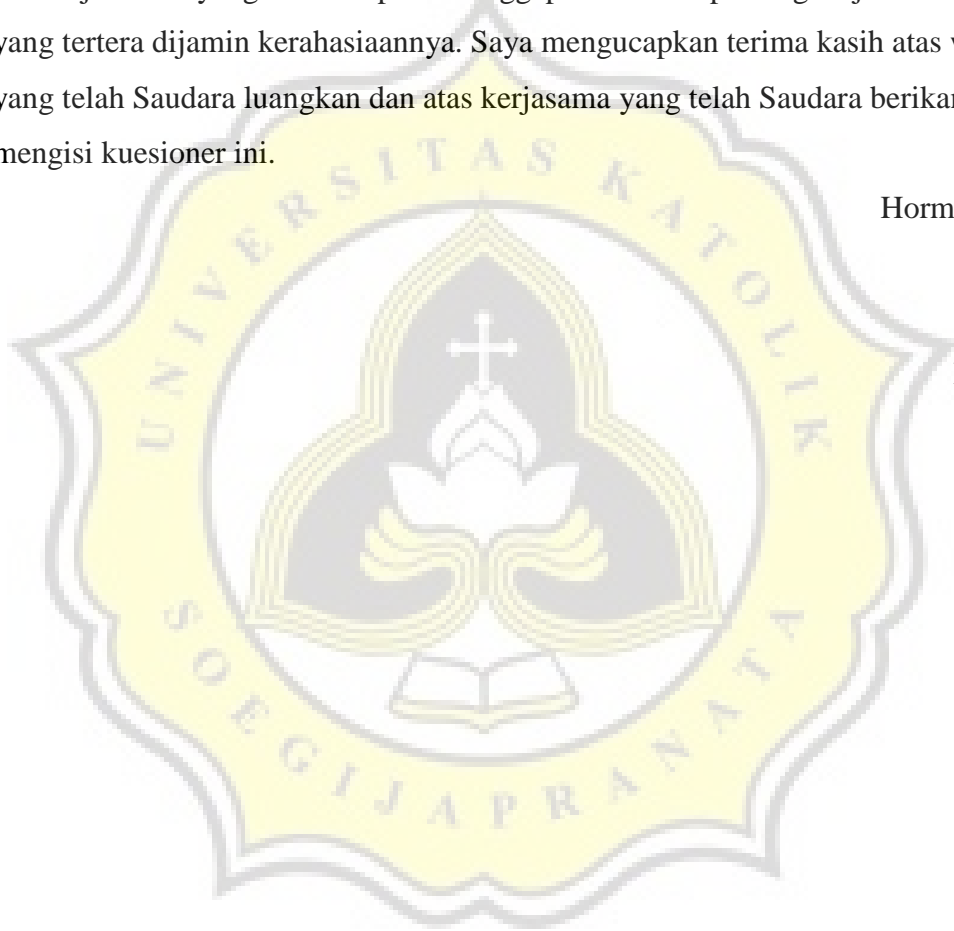 yang tertera dijamin kerahasiaannya. Saya mengucapkan terima kasih atas
yang telah Saudara luangkan dan atas kerjasama yang telah Saudara
mengisi kuesioner ini.
UNIVERSITAS KATOLIK
SOEGIJAPRANATA